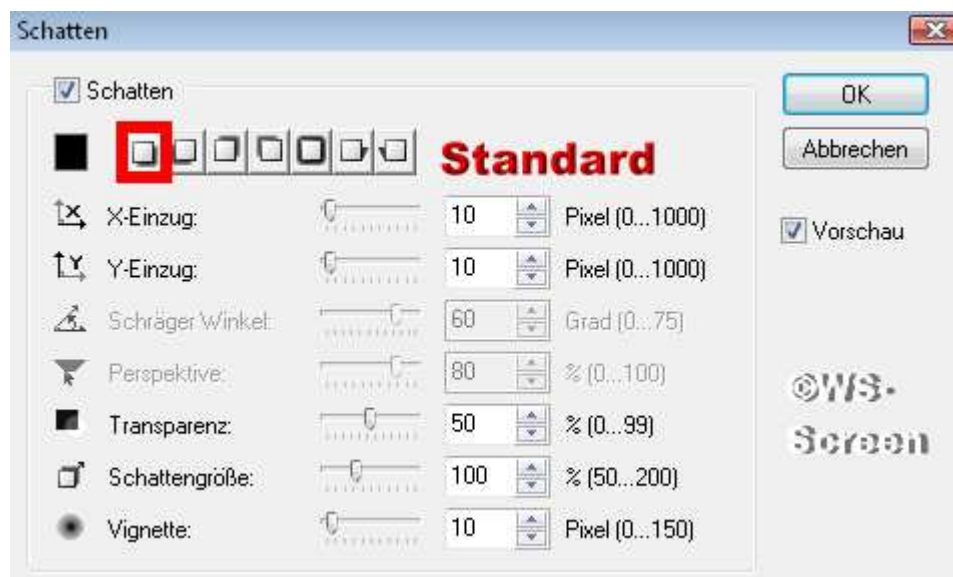 Schatten
Schatten
OK
Standard
Abbrechen
X-Einzug: 10 Pixel (0...1000)
Vorschau
Y-Einzug: 10 Pixel (0...1000)
Schräger Winkel: 60 Grad (0...75)
Perspektive: 80 % (0...100)
©WS-
Screen
Transparenz: 50 % (0...99)
Schattengröße: 100 % (50...200)
Vignette: 10 Pixel (0...150)